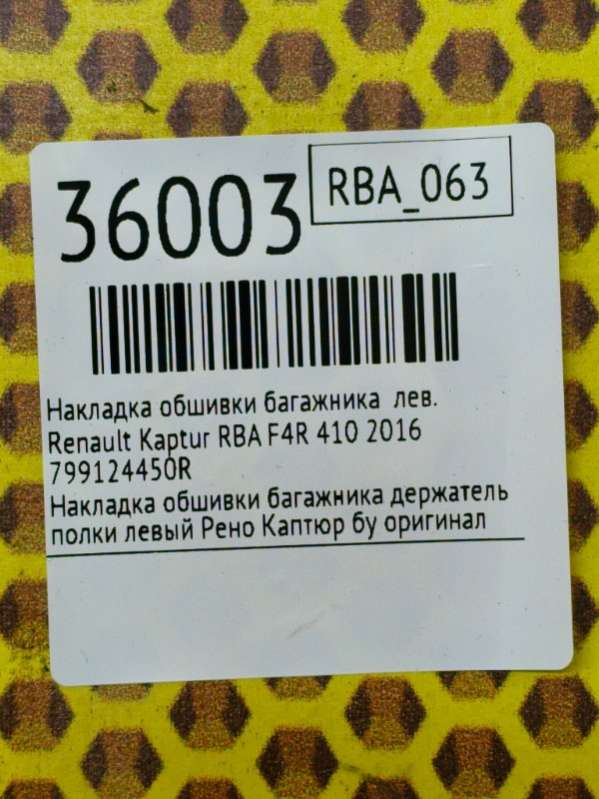 36003
RBA_063
Накладка обшивки багажника лев.
Renault Kaptur RBA F4R 410 2016
799124450R
Накладка обшивки багажника держатель
полки левый Рено Каптюр бу оригинал